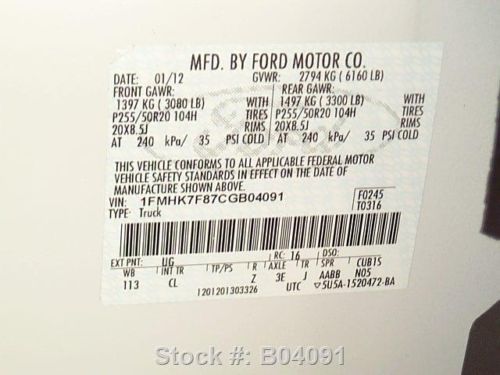 MFD. BY FORD MOTOR CO.
DATE: 01/12 GVWR: 2794 KG ( 6160 LB)
FRONT GAWR: REAR GAWR:
1397 KG ( 3080 LB) WITH 1497 KG ( 3300 LB) WITH
P255/50R20 104H TIRES P255/50R20 104H TIRES
20X8.5J RIMS 20X8.5J RIMS
AT 240 kPa/ 35 PSI COLD AT 240 kPa/ 35 PSI COLD
THIS VEHICLE CONFORMS TO ALL APPLICABLE FEDERAL MOTOR
VEHICLE SAFETY STANDARDS IN EFFECT ON THE DATE OF
MANUFACTURE SHOWN ABOVE.
VIN: 1FMHK7F87CGB04091 F0245
TYPE: Truck T0316
EXT PNT: UG RC: 16 DSO:
WB INT TR TP/PS R AXLE TR SPR CUB15
113 CL Z 3E J AABB N05
1201201303326 UTC ▽5U5A-1520472-BA
Stock #: B04091